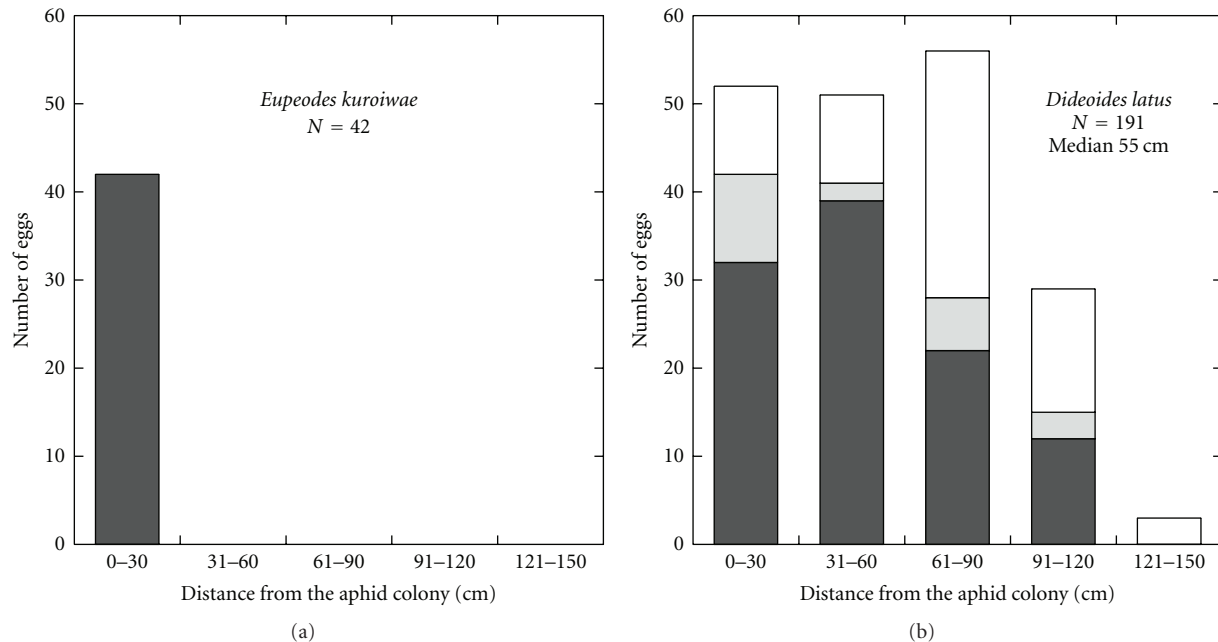 60
50
40
30
20
10
0
Number of eggs
Eupeodes kuroiwae
N = 42
0–30 31–60 61–90 91–120 121–150
Distance from the aphid colony (cm)
(a)
60
50
40
30
20
10
0
Number of eggs
Dideoides latus
N = 191
Median 55 cm
0–30 31–60 61–90 91–120 121–150
Distance from the aphid colony (cm)
(b)